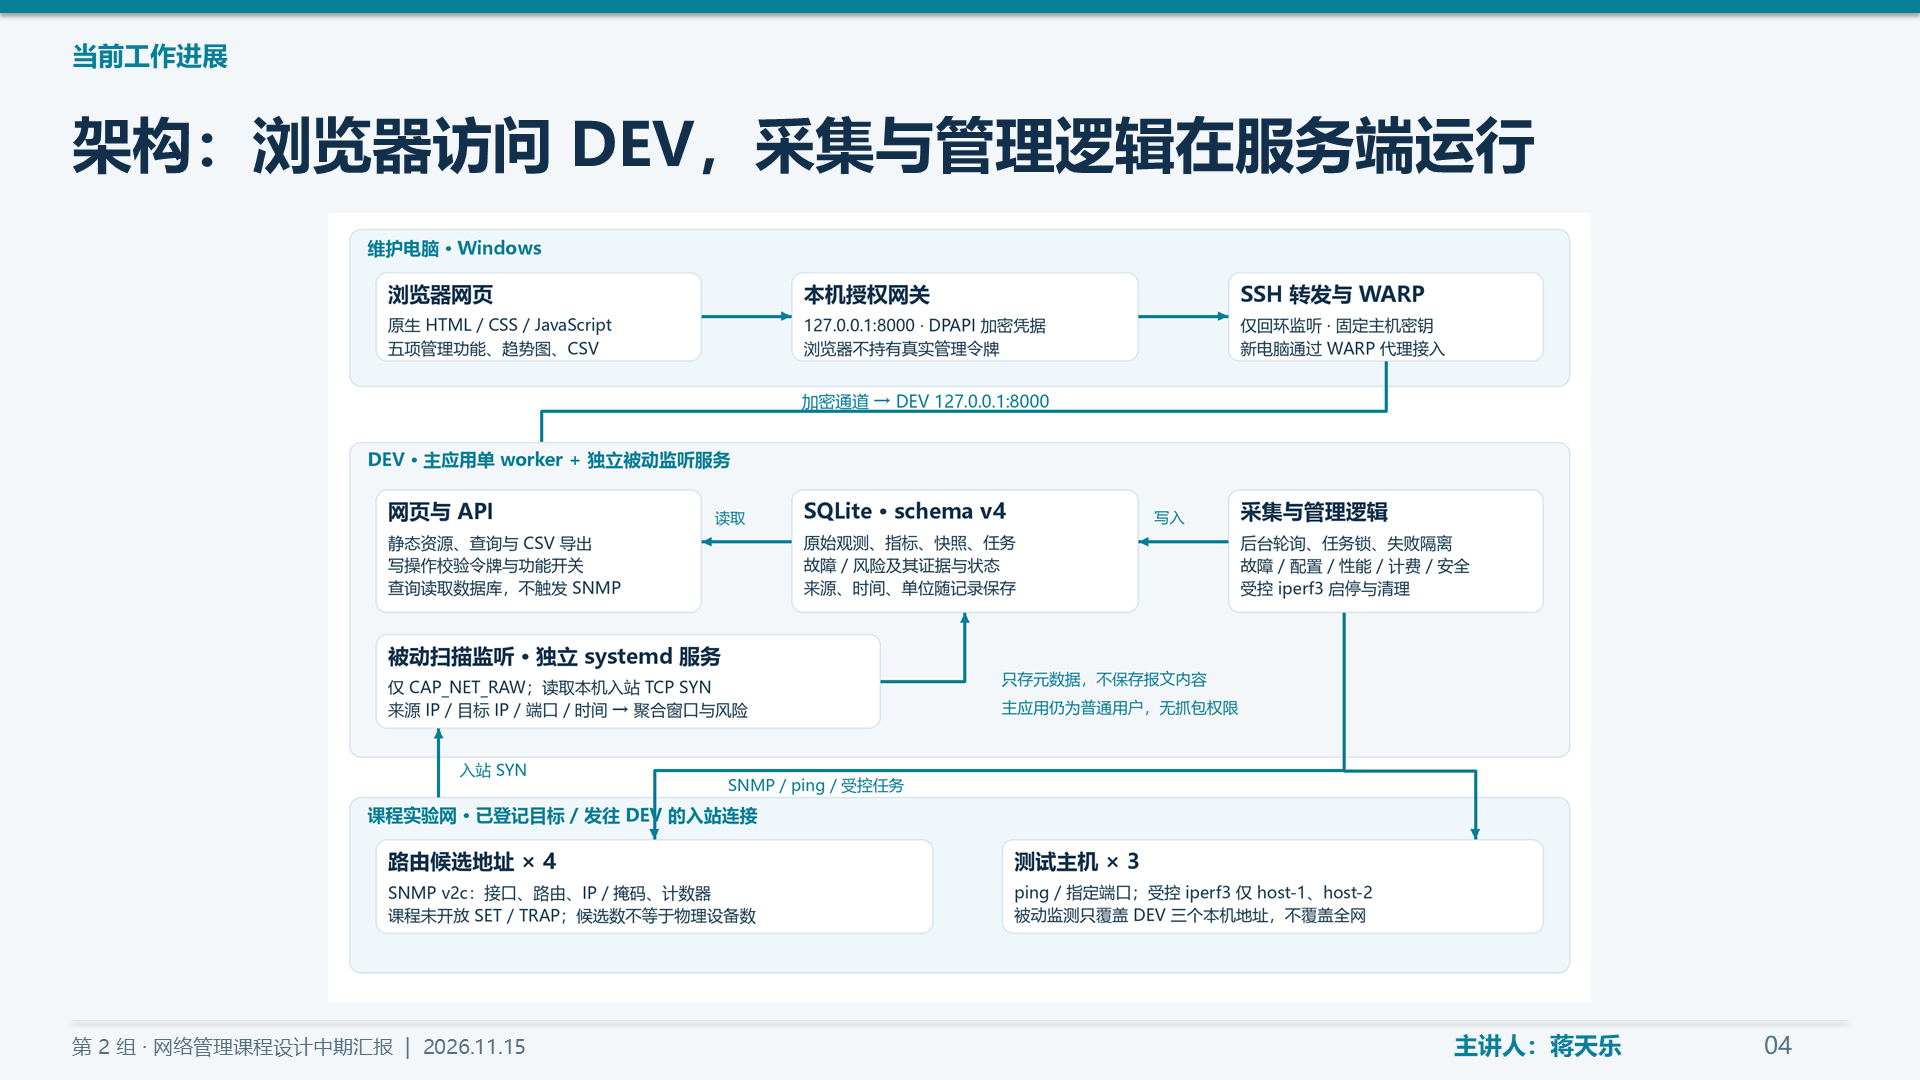 当前工作进展
架构：浏览器访问 DEV，采集与管理逻辑在服务端运行
维护电脑 • Windows
浏览器网页
原生 HTML / CSS / JavaScript
五项管理功能、趋势图、CSV
本机授权网关
127.0.0.1:8000 · DPAPI 加密凭据
浏览器不持有真实管理令牌
SSH 转发与 WARP
仅回环监听 · 固定主机密钥
新电脑通过 WARP 代理接入
加密通道 → DEV 127.0.0.1:8000
DEV • 主应用单 worker + 独立被动监听服务
网页与 API
静态资源、查询与 CSV 导出
写操作校验令牌与功能开关
查询读取数据库，不触发 SNMP
读取
SQLite • schema v4
原始观测、指标、快照、任务
故障 / 风险及其证据与状态
来源、时间、单位随记录保存
写入
采集与管理逻辑
后台轮询、任务锁、失败隔离
故障 / 配置 / 性能 / 计费 / 安全
受控 iperf3 启停与清理
被动扫描监听 • 独立 systemd 服务
仅 CAP_NET_RAW；读取本机入站 TCP SYN
来源 IP / 目标 IP / 端口 / 时间 → 聚合窗口与风险
只存元数据，不保存报文内容
主应用仍为普通用户，无抓包权限
入站 SYN
SNMP / ping / 受控任务
课程实验网 • 已登记目标 / 发往 DEV 的入站连接
路由候选地址 × 4
SNMP v2c：接口、路由、IP / 掩码、计数器
课程未开放 SET / TRAP；候选数不等于物理设备数
测试主机 × 3
ping / 指定端口；受控 iperf3 仅 host-1、host-2
被动监测只覆盖 DEV 三个本机地址，不覆盖全网
第 2 组 · 网络管理课程设计中期汇报 | 2026.11.15
主讲人：蒋天乐
04